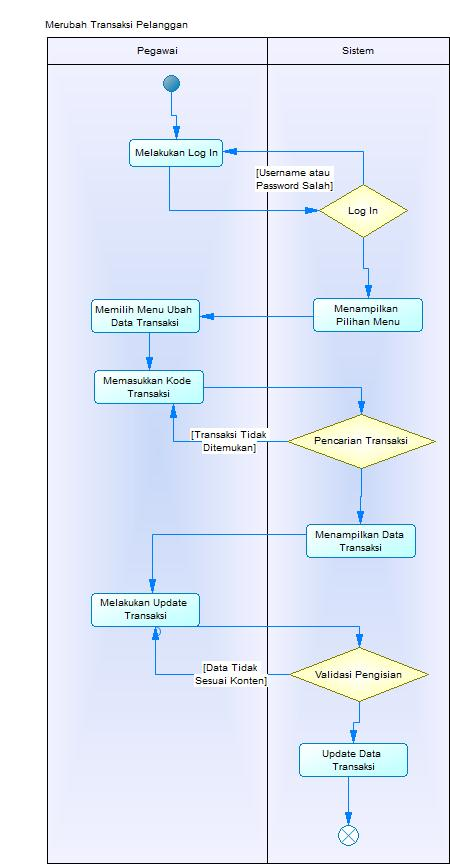 Merubah Transaksi Pelanggan
Pegawai
Sistem
Melakukan Log In
[Username atau
Password Salah]
Log In
Menampilkan
Pilihan Menu
Memilih Menu Ubah
Data Transaksi
Memasukkan Kode
Transaksi
[Transaksi Tidak
Ditemukan]
Pencarian Transaksi
Menampilkan Data
Transaksi
Melakukan Update
Transaksi
[Data Tidak
Sesuai Konten]
Validasi Pengisian
Update Data
Transaksi